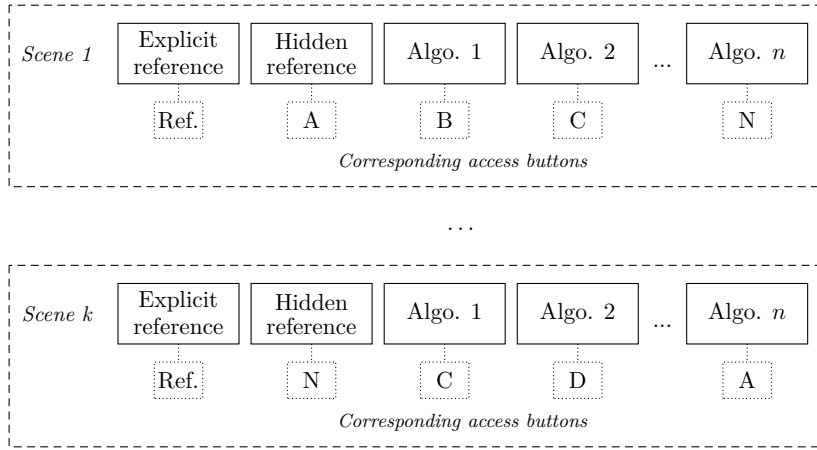 Scene 1
Explicit
reference
Hidden
reference
Algo. 1
Algo. 2
...
Algo. n
Ref.
A
B
C
N
Corresponding access buttons
...
Scene k
Explicit
reference
Hidden
reference
Algo. 1
Algo. 2
...
Algo. n
Ref.
N
C
D
A
Corresponding access buttons